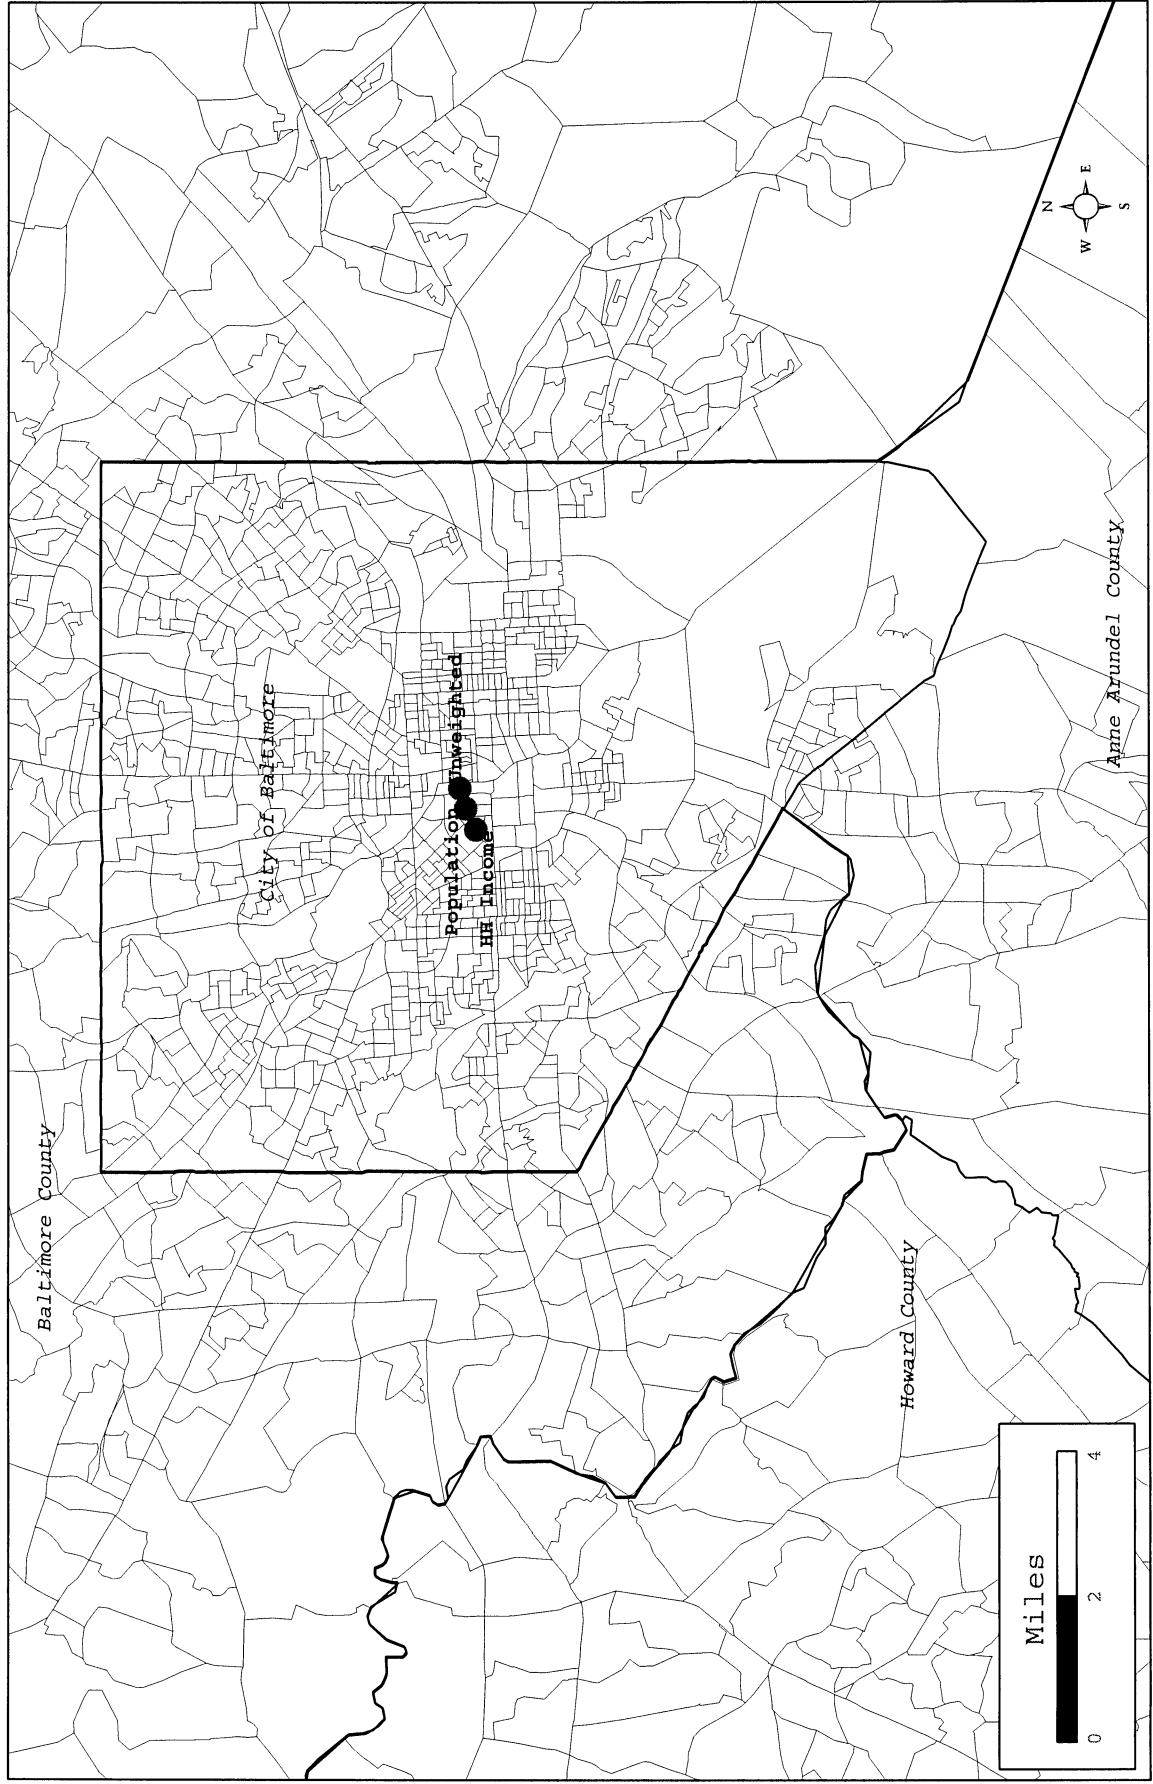 Baltimore County
City of Baltimore
Population
Unweighted
HH Income
Howard County
Anne Arundel County
N
W
E
S
Miles
0 2 4